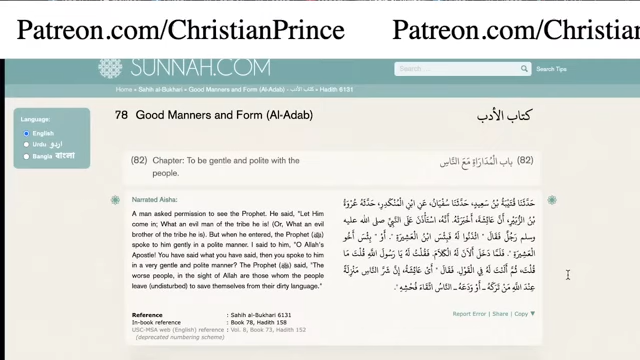 Patreon.com/ChristianPrince Patreon.com/Christian
SUNNAH.COM
Search...
Search Tips
Home » Sahih al-Bukhari » Good Manners and Form (Al-Adab) - كتاب الأدب » Hadith 6131
Language:
English
Urdu اردو
Bangla বাংলা
78 Good Manners and Form (Al-Adab) كتاب الأدب
(82) Chapter: To be gentle and polite with the
people.
(82) باب الْمُدَارَاةِ مَعَ النَّاسِ
Narrated Aisha:
A man asked permission to see the Prophet. He said, "Let Him
come in; What an evil man of the tribe he is! (Or, What an evil
brother of the tribe he is). But when he entered, the Prophet (ﷺ)
spoke to him gently in a polite manner. I said to him, "O Allah's
Apostle! You have said what you have said, then you spoke to him
in a very gentle and polite manner? The Prophet (ﷺ) said, "The
worse people, in the sight of Allah are those whom the people
leave (undisturbed) to save themselves from their dirty language."
حَدَّثَنَا قُتَيْبَةُ بْنُ سَعِيدٍ، حَدَّثَنَا سُفْيَانُ، عَنِ ابْنِ الْمُنْكَدِرِ، حَدَّثَهُ عُرْوَةُ
بْنُ الزُّبَيْرِ، أَنَّ عَائِشَةَ، أَخْبَرَتْهُ. أَنَّهُ، اسْتَأْذَنَ عَلَى النَّبِيِّ صلى الله عليه
وسلم رَجُلٌ فَقَالَ " ائْذَنُوا لَهُ فَبِئْسَ ابْنُ الْعَشِيرَةِ ". أَوْ " بِئْسَ أَخُو
الْعَشِيرَةِ ". فَلَمَّا دَخَلَ أَلاَنَ لَهُ الْكَلاَمَ. فَقُلْتُ لَهُ يَا رَسُولَ اللَّهِ قُلْتَ مَا
قُلْتَ، ثُمَّ أَلَنْتَ لَهُ فِي الْقَوْلِ. فَقَالَ " أَىْ عَائِشَةُ، إِنَّ شَرَّ النَّاسِ مَنْزِلَةً
عِنْدَ اللَّهِ مَنْ تَرَكَهُ ـ أَوْ وَدَعَهُ ـ النَّاسُ اتِّقَاءَ فُحْشِهِ ".
Reference : Sahih al-Bukhari 6131
In-book reference : Book 78, Hadith 158
USC-MSA web (English) reference : Vol. 8, Book 73, Hadith 152
(deprecated numbering scheme)
Report Error | Share | Copy ▼